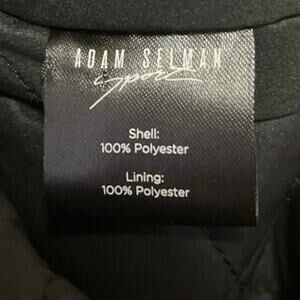 ADAM SELMAN
Sport
Shell:
100% Polyester
Lining:
100% Polyester